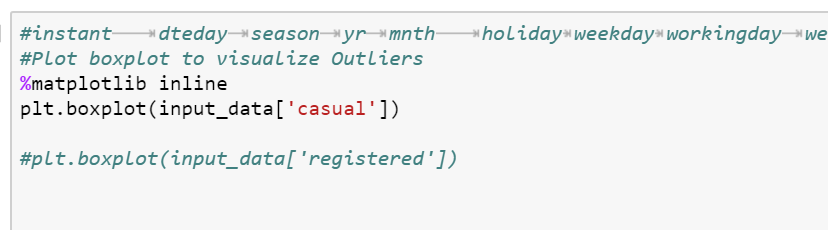 #instant dteday season yr mnth holiday weekday workingday we
#Plot boxplot to visualize Outliers
%matplotlib inline
plt.boxplot(input_data['casual'])
#plt.boxplot(input_data['registered'])